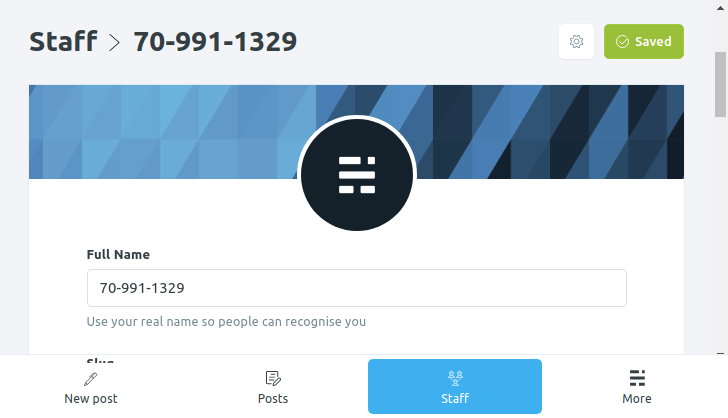 Staff > 70-991-1329
Saved
Full Name
70-991-1329
Use your real name so people can recognise you
Slug
New post
Posts
Staff
More